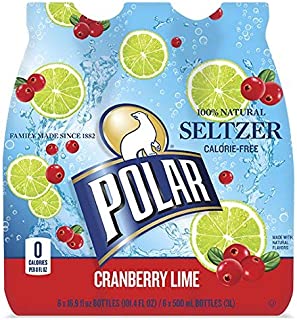 100% NATURAL
SELTZER
CALORIE-FREE
FAMILY MADE SINCE 1882
POLAR
0
CALORIES
PER 8 FL OZ
MADE WITH
NATURAL
FLAVORS
CRANBERRY LIME
6 x 16.9 fl oz BOTTLES (101.4 FL OZ) / 6 x 500 mL BOTTLES (3L)